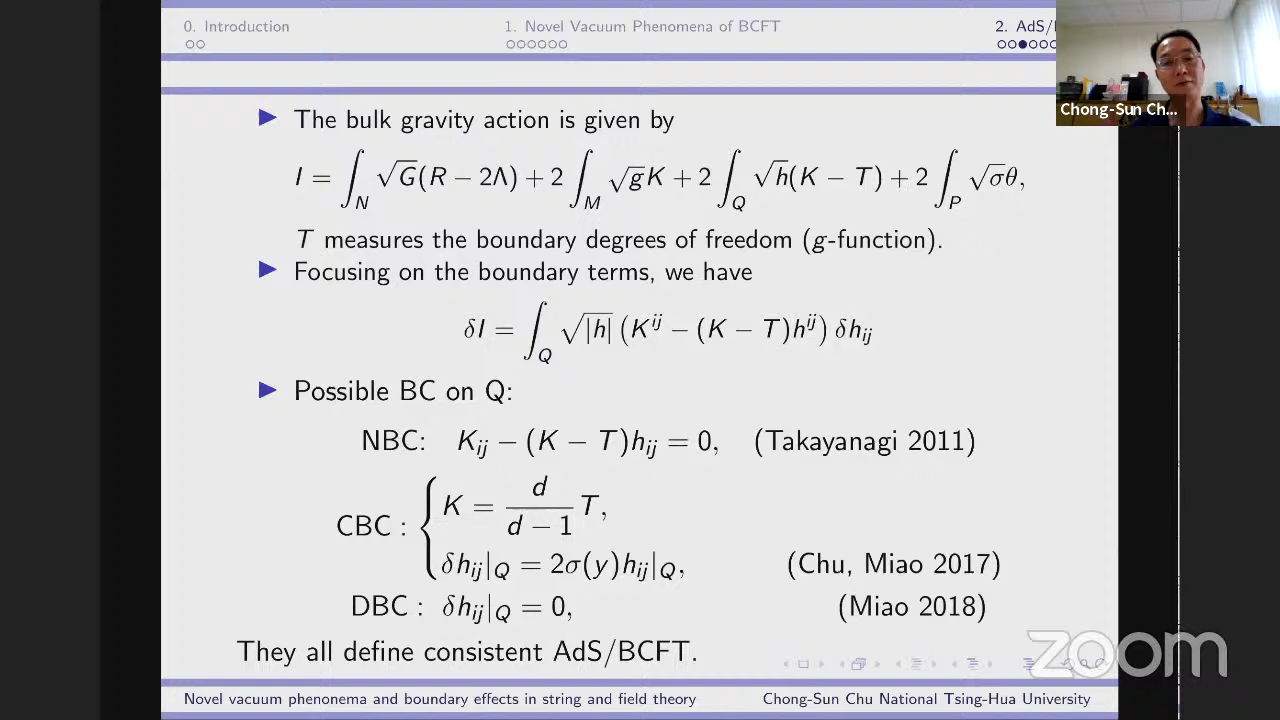 0. Introduction
1. Novel Vacuum Phenomena of BCFT
2. AdS/
Chong-Sun Ch...
▶ The bulk gravity action is given by
I = ∫_N √G(R − 2Λ) + 2 ∫_M √g K + 2 ∫_Q √h(K − T) + 2 ∫_P √σ θ,
T measures the boundary degrees of freedom (g-function).
▶ Focusing on the boundary terms, we have
δI = ∫_Q √|h| (K^{ij} − (K − T)h^{ij}) δh_{ij}
▶ Possible BC on Q:
NBC: K_{ij} − (K − T)h_{ij} = 0, (Takayanagi 2011)
CBC : { K = d/(d − 1) T,
δh_{ij}|_Q = 2σ(y)h_{ij}|_Q, (Chu, Miao 2017)
DBC : δh_{ij}|_Q = 0, (Miao 2018)
They all define consistent AdS/BCFT.
zoom
Novel vacuum phenonema and boundary effects in string and field theory
Chong-Sun Chu National Tsing-Hua University